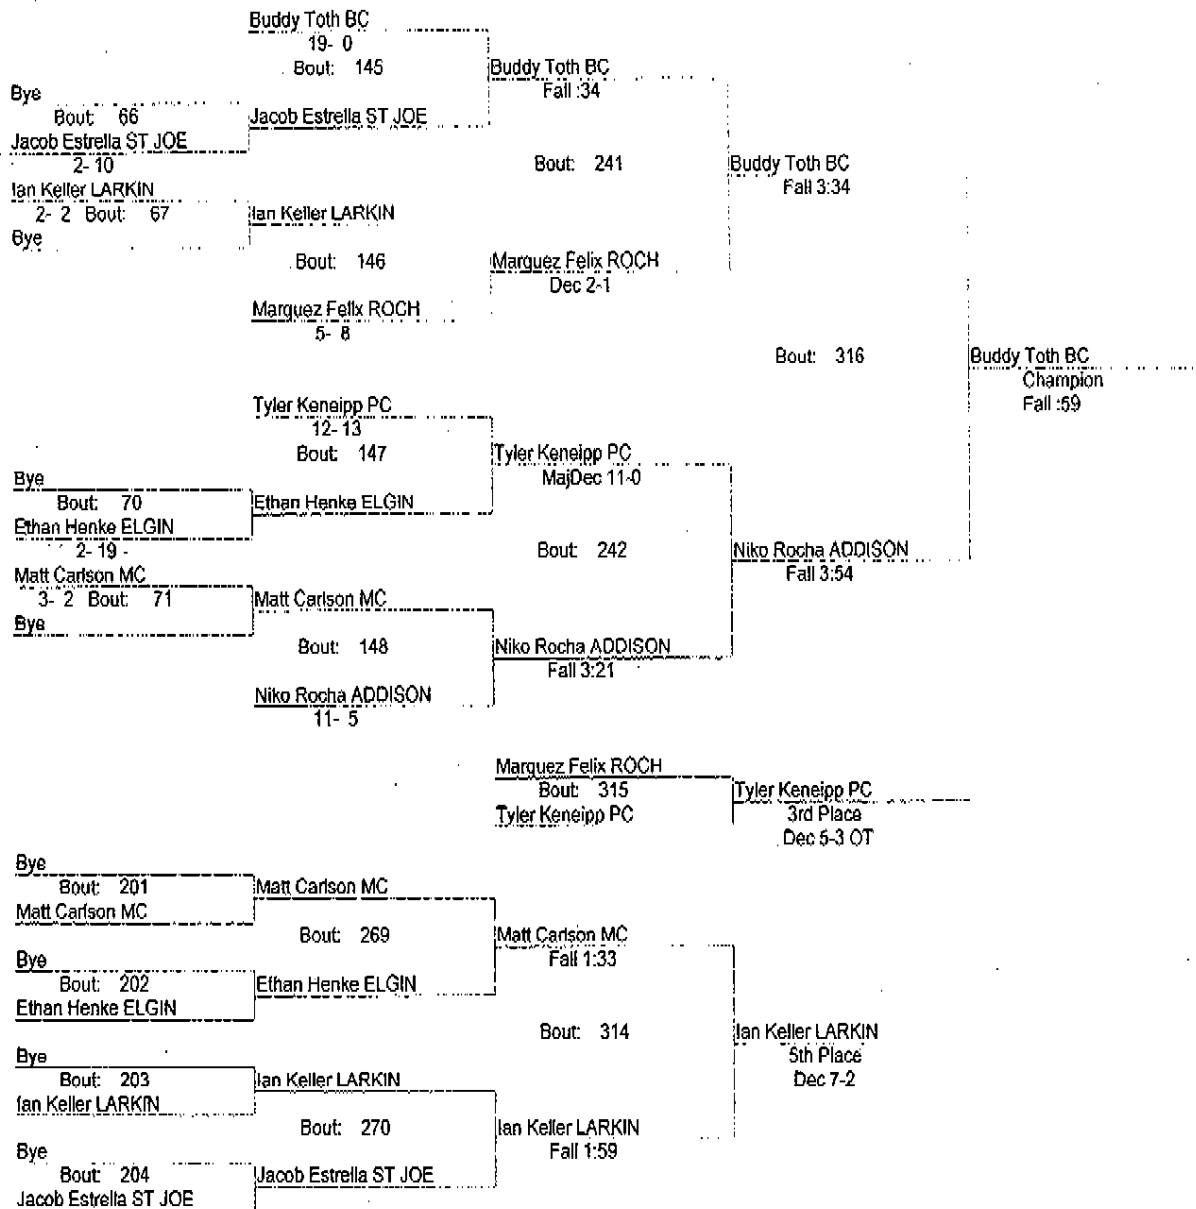 Buddy Toth BC
19- 0
Bout: 145
Buddy Toth BC
Fall :34
Bye
Bout: 66
Jacob Estrella ST JOE
Jacob Estrella ST JOE
2- 10
Bout: 241
Buddy Toth BC
Fall 3:34
Ian Keller LARKIN
2- 2 Bout: 67
Ian Keller LARKIN
Bye
Bout: 146
Marquez Felix ROCH
Dec 2-1
Marquez Felix ROCH
5- 8
Bout: 316
Buddy Toth BC
Champion
Fall :59
Tyler Keneipp PC
12- 13
Bout: 147
Tyler Keneipp PC
MajDec 11-0
Bye
Bout: 70
Ethan Henke ELGIN
Ethan Henke ELGIN
2- 19
Bout: 242
Niko Rocha ADDISON
Fall 3:54
Matt Carlson MC
3- 2 Bout: 71
Matt Carlson MC
Bye
Bout: 148
Niko Rocha ADDISON
Fall 3:21
Niko Rocha ADDISON
11- 5
Marquez Felix ROCH
Bout: 315
Tyler Keneipp PC
Tyler Keneipp PC
3rd Place
Dec 5-3 OT
Bye
Bout: 201
Matt Carlson MC
Matt Carlson MC
Bout: 269
Matt Carlson MC
Fall 1:33
Bye
Bout: 202
Ethan Henke ELGIN
Ethan Henke ELGIN
Bout: 314
Ian Keller LARKIN
5th Place
Dec 7-2
Bye
Bout: 203
Ian Keller LARKIN
Ian Keller LARKIN
Bout: 270
Ian Keller LARKIN
Fall 1:59
Bye
Bout: 204
Jacob Estrella ST JOE
Jacob Estrella ST JOE